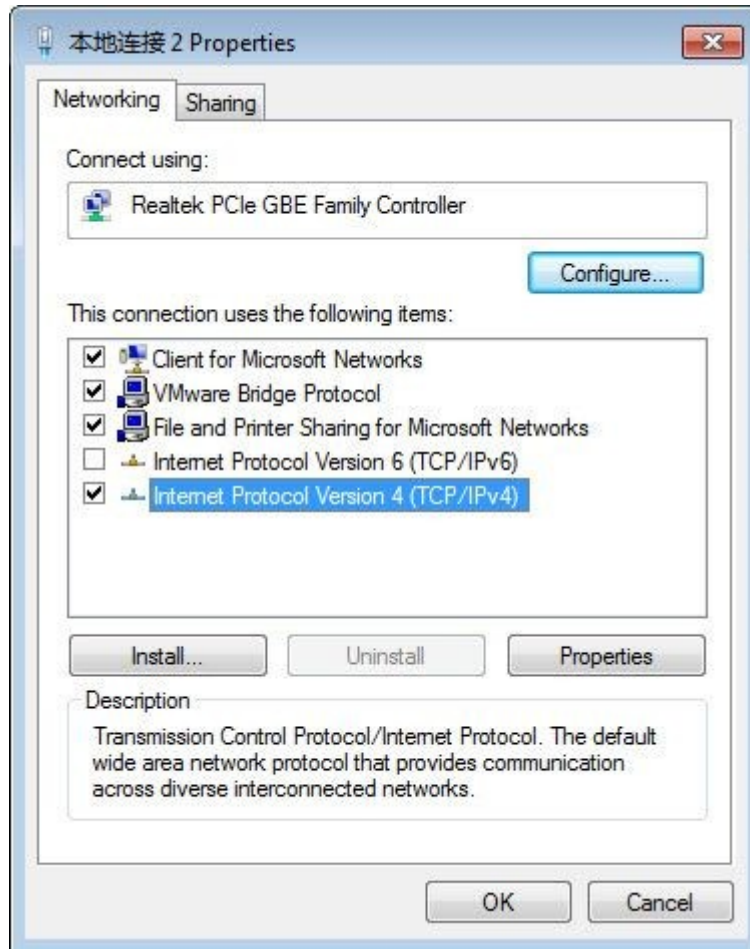 本地连接 2 Properties
Networking
Sharing
Connect using:
Realtek PCIe GBE Family Controller
Configure...
This connection uses the following items:
Client for Microsoft Networks
VMware Bridge Protocol
File and Printer Sharing for Microsoft Networks
Internet Protocol Version 6 (TCP/IPv6)
Internet Protocol Version 4 (TCP/IPv4)
Install...
Uninstall
Properties
Description
Transmission Control Protocol/Internet Protocol. The default
wide area network protocol that provides communication
across diverse interconnected networks.
OK
Cancel